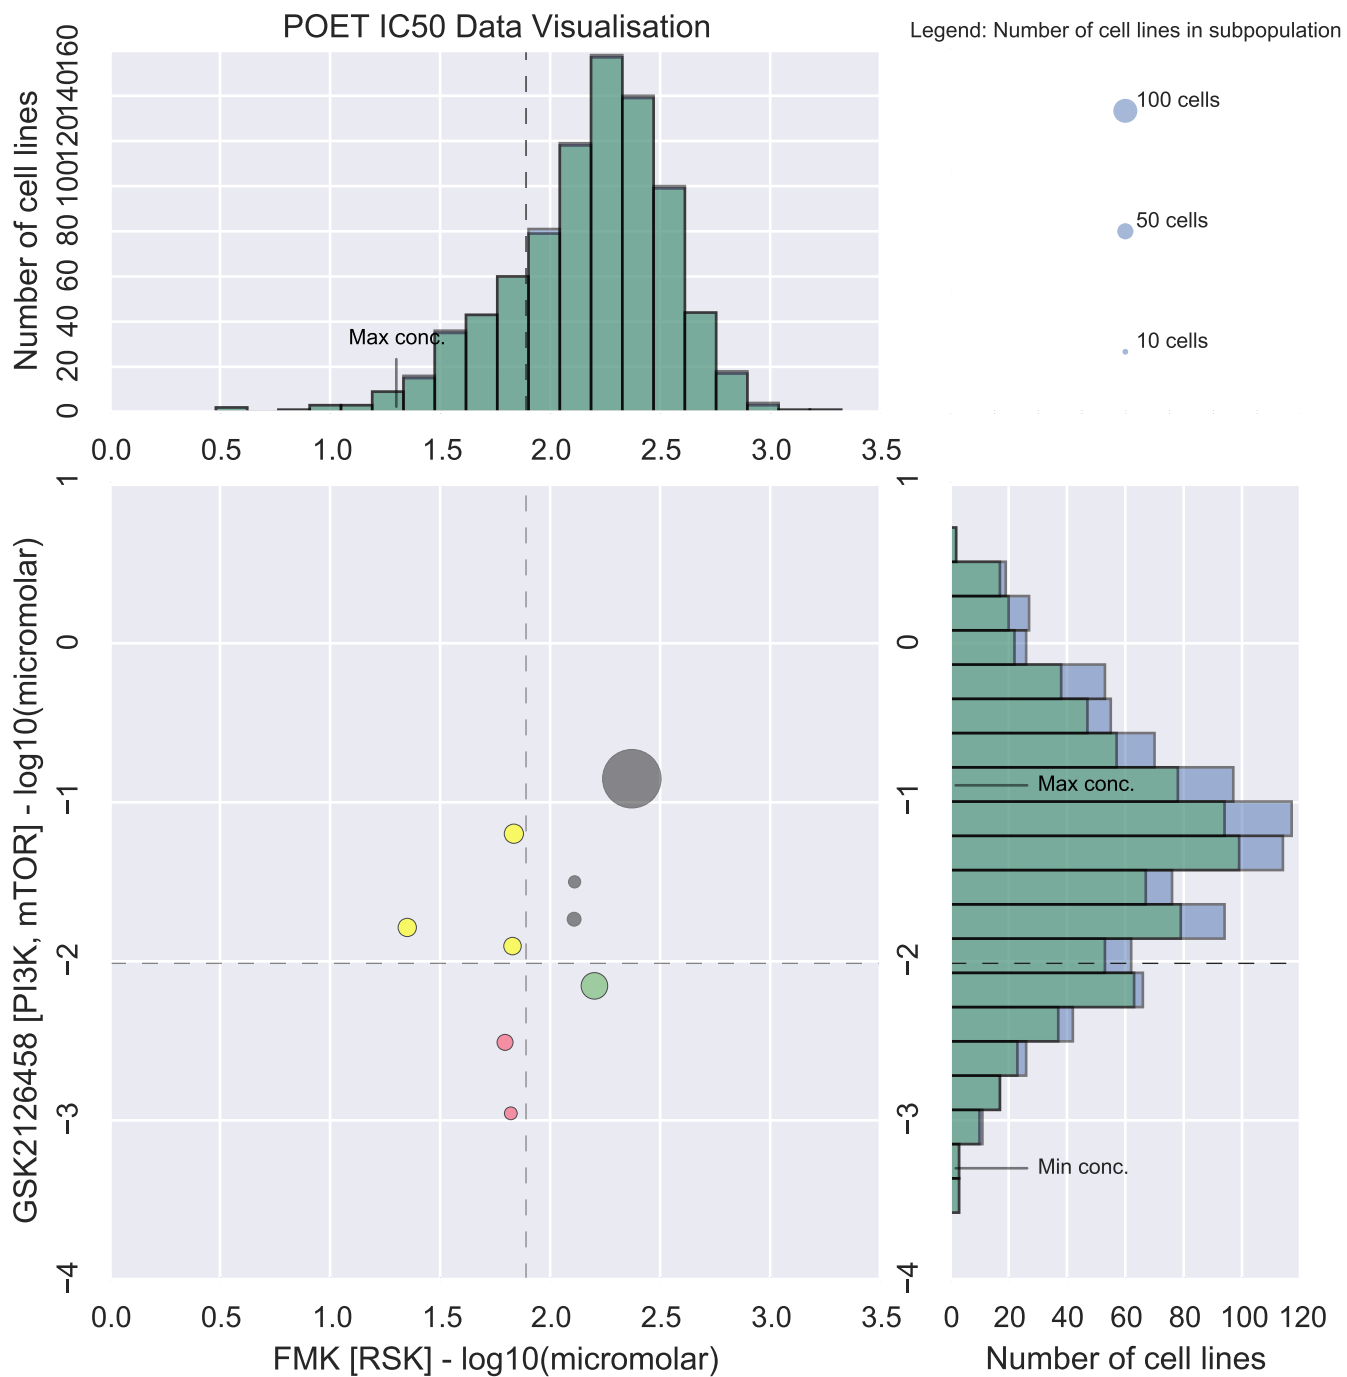 POET IC50 Data Visualisation
Legend: Number of cell lines in subpopulation
100 cells
50 cells
10 cells
Number of cell lines
160
140
120
100
80
60
40
20
0
Max conc.
0.0 0.5 1.0 1.5 2.0 2.5 3.0 3.5
GSK2126458 [PI3K, mTOR] - log10(micromolar)
1
0
−1
−2
−3
−4
0.0 0.5 1.0 1.5 2.0 2.5 3.0 3.5
FMK [RSK] - log10(micromolar)
1
0
−1
−2
−3
−4
Max conc.
Min conc.
0 20 40 60 80 100 120
Number of cell lines